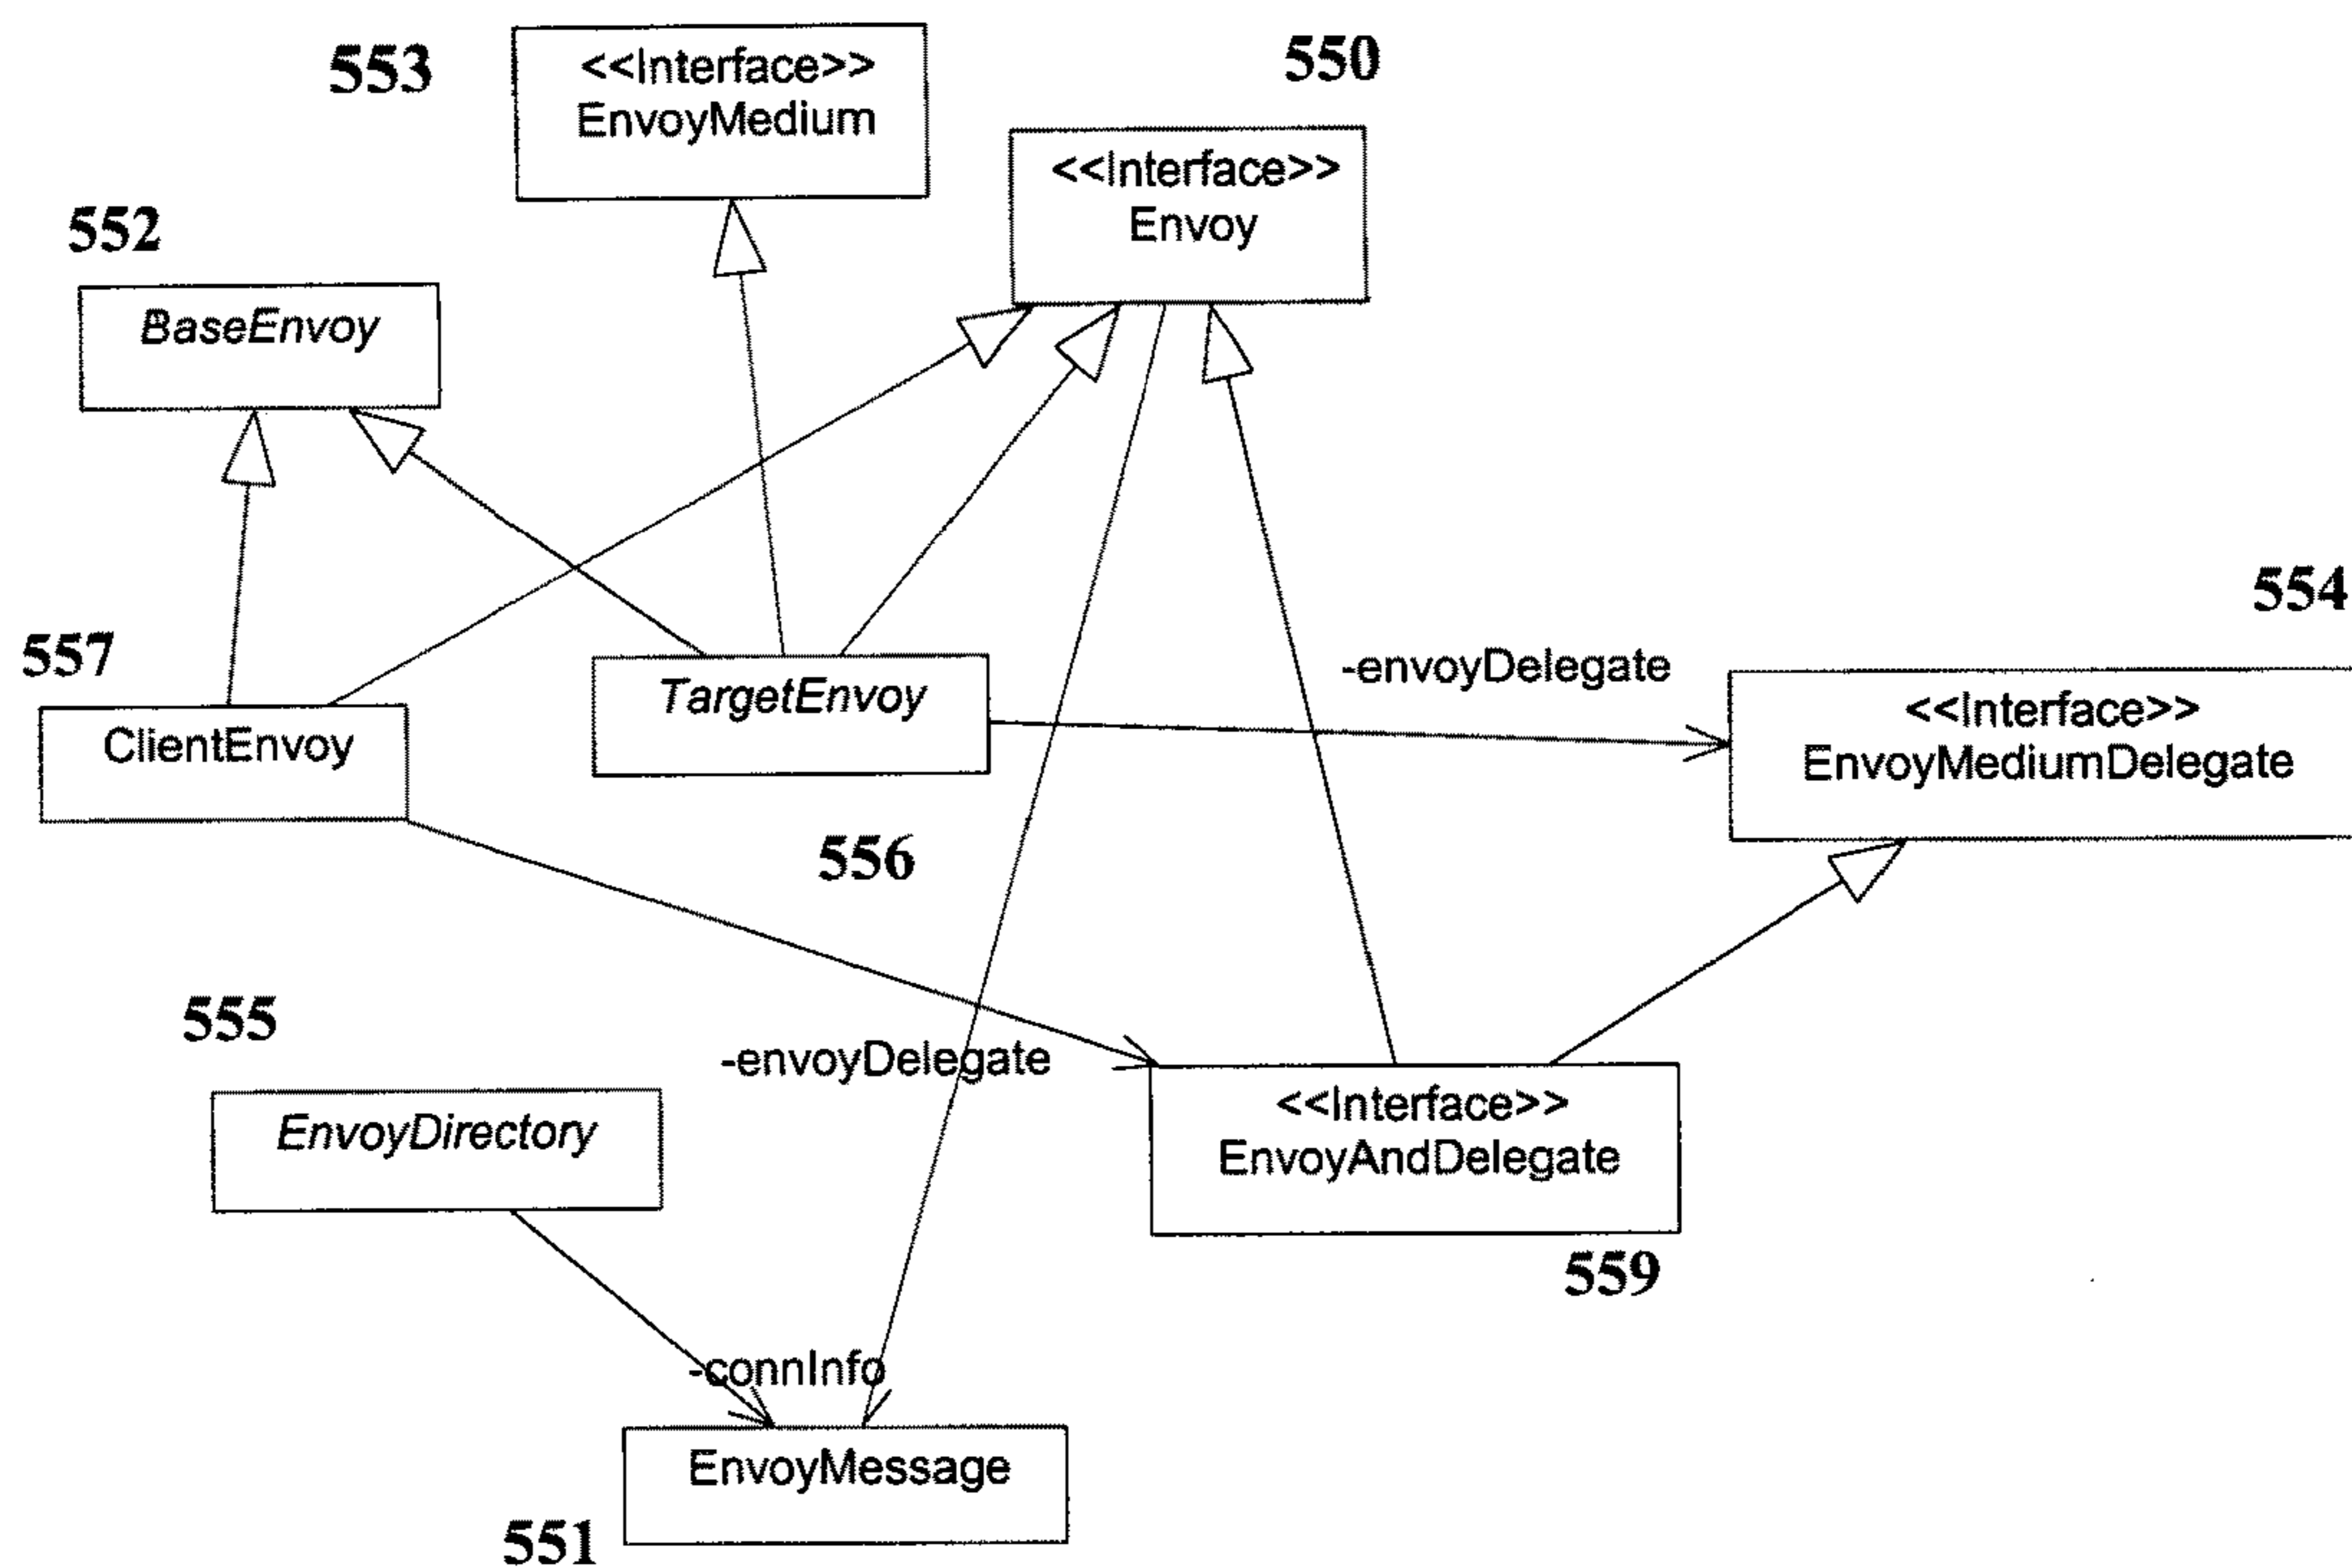 553
<<Interface>>
EnvoyMedium
550
<<Interface>>
Envoy
552
BaseEnvoy
554
557
ClientEnvoy
TargetEnvoy
-envoyDelegate
<<Interface>>
EnvoyMediumDelegate
556
555
EnvoyDirectory
-envoyDelegate
<<Interface>>
EnvoyAndDelegate
559
-connInfo
EnvoyMessage
551